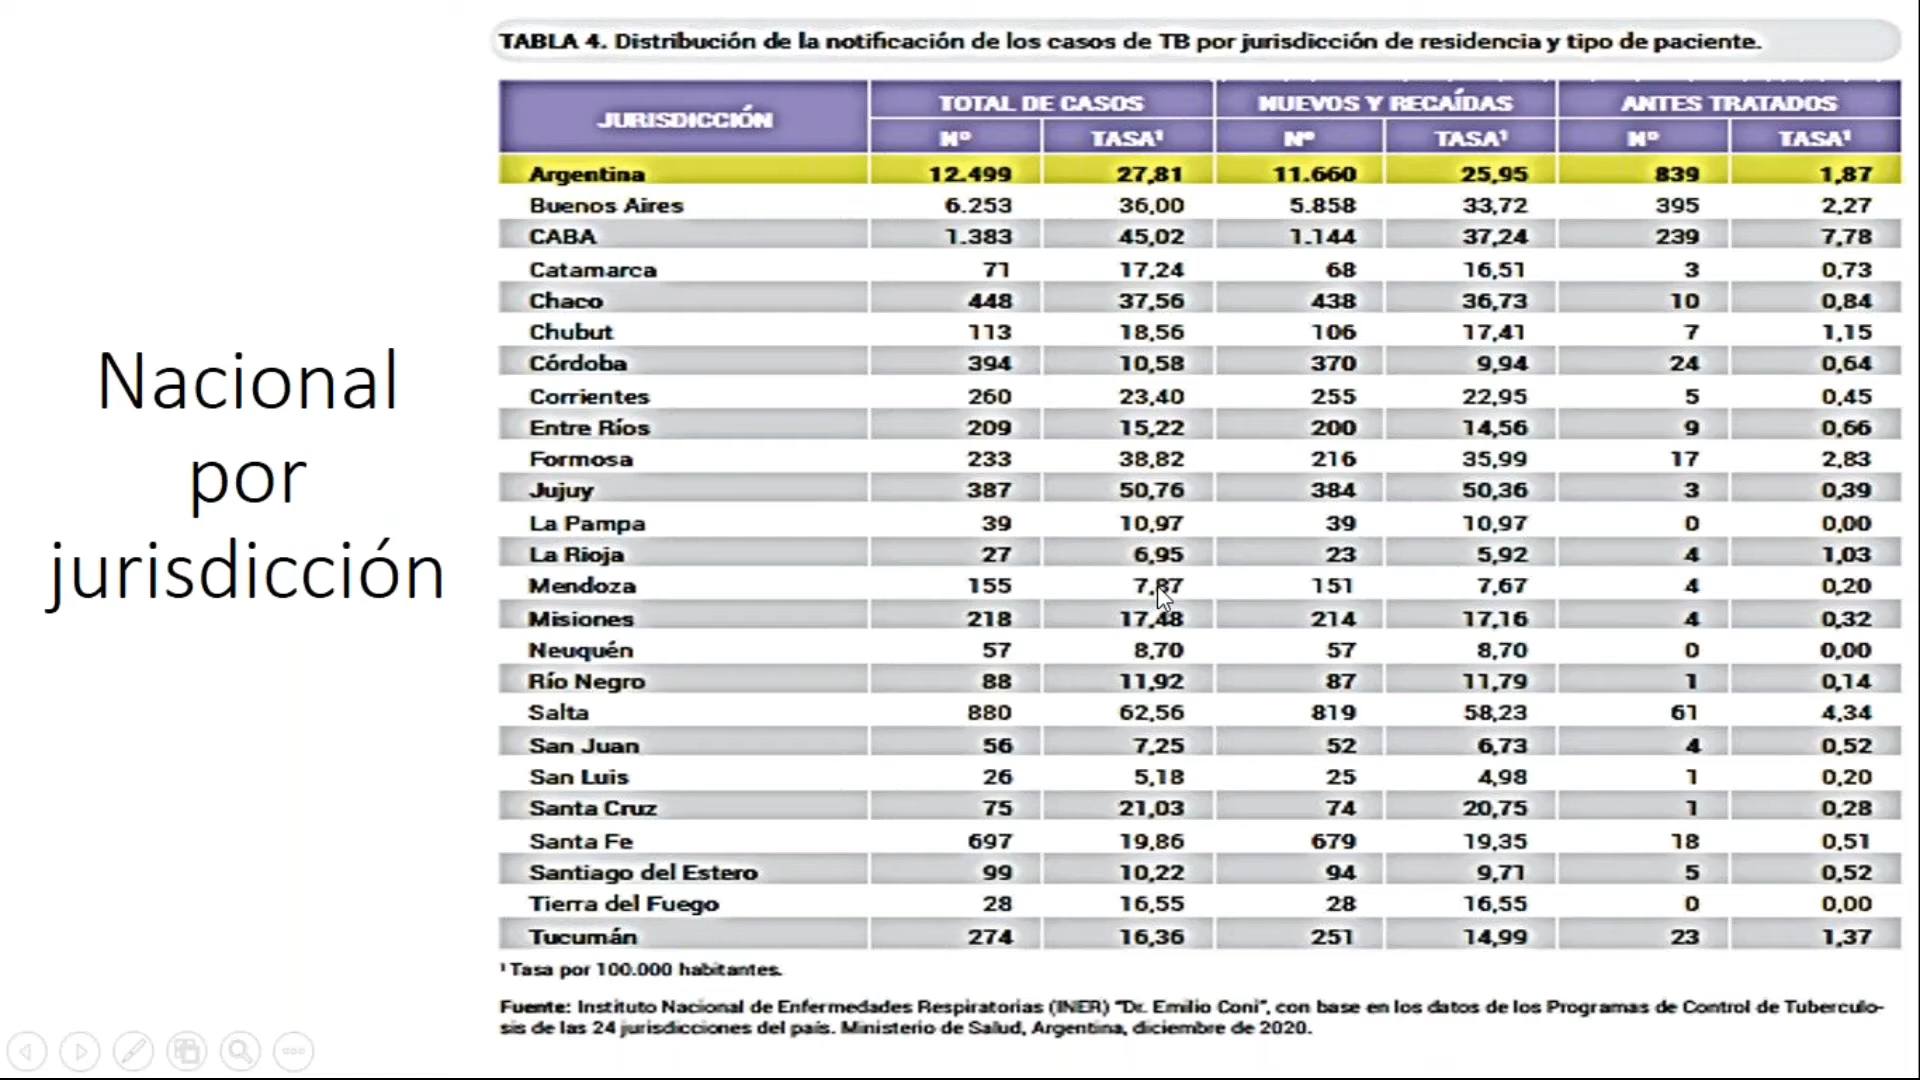 Nacional
por
jurisdicción
TABLA 4. Distribución de la notificación de los casos de TB por jurisdicción de residencia y tipo de paciente.
JURISDICCIÓN TOTAL DE CASOS NUEVOS Y RECAÍDAS ANTES TRATADOS
Nº TASA¹ Nº TASA¹ Nº TASA¹
Argentina 12.499 27,81 11.660 25,95 839 1,87
Buenos Aires 6.253 36,00 5.858 33,72 395 2,27
CABA 1.383 45,02 1.144 37,24 239 7,78
Catamarca 71 17,24 68 16,51 3 0,73
Chaco 448 37,56 438 36,73 10 0,84
Chubut 113 18,56 106 17,41 7 1,15
Córdoba 394 10,58 370 9,94 24 0,64
Corrientes 260 23,40 255 22,95 5 0,45
Entre Ríos 209 15,22 200 14,56 9 0,66
Formosa 233 38,82 216 35,99 17 2,83
Jujuy 387 50,76 384 50,36 3 0,39
La Pampa 39 10,97 39 10,97 0 0,00
La Rioja 27 6,95 23 5,92 4 1,03
Mendoza 155 7,87 151 7,67 4 0,20
Misiones 218 17,48 214 17,16 4 0,32
Neuquén 57 8,70 57 8,70 0 0,00
Río Negro 88 11,92 87 11,79 1 0,14
Salta 880 62,56 819 58,23 61 4,34
San Juan 56 7,25 52 6,73 4 0,52
San Luis 26 5,18 25 4,98 1 0,20
Santa Cruz 75 21,03 74 20,75 1 0,28
Santa Fe 697 19,86 679 19,35 18 0,51
Santiago del Estero 99 10,22 94 9,71 5 0,52
Tierra del Fuego 28 16,55 28 16,55 0 0,00
Tucumán 274 16,36 251 14,99 23 1,37
¹ Tasa por 100.000 habitantes.
Fuente: Instituto Nacional de Enfermedades Respiratorias (INER) "Dr. Emilio Coni", con base en los datos de los Programas de Control de Tuberculo-
sis de las 24 jurisdicciones del país. Ministerio de Salud, Argentina, diciembre de 2020.